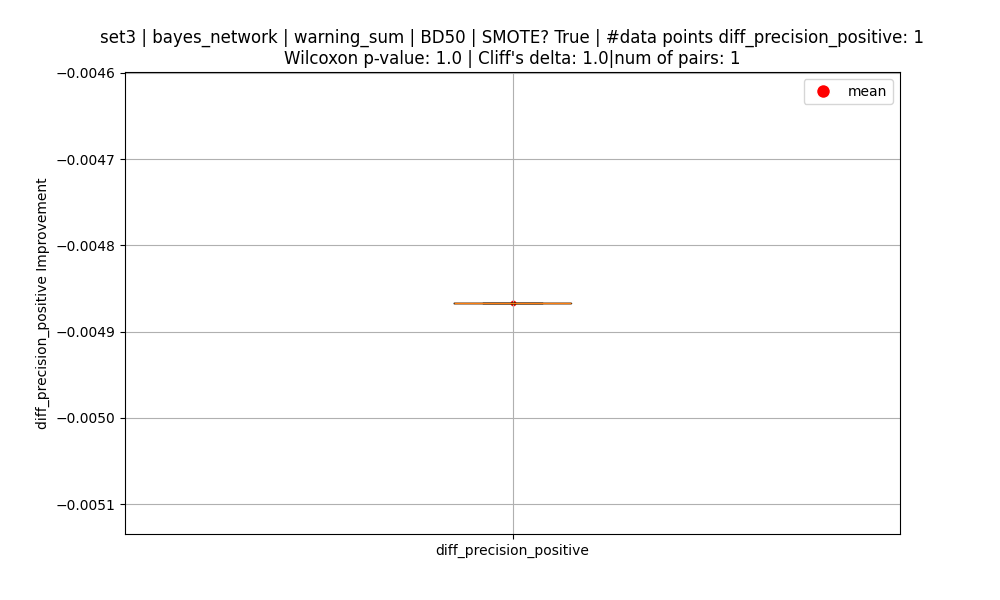 set3 | bayes_network | warning_sum | BD50 | SMOTE? True | #data points diff_precision_positive: 1
Wilcoxon p-value: 1.0 | Cliff's delta: 1.0|num of pairs: 1
mean
diff_precision_positive Improvement
−0.0046
−0.0047
−0.0048
−0.0049
−0.0050
−0.0051
diff_precision_positive